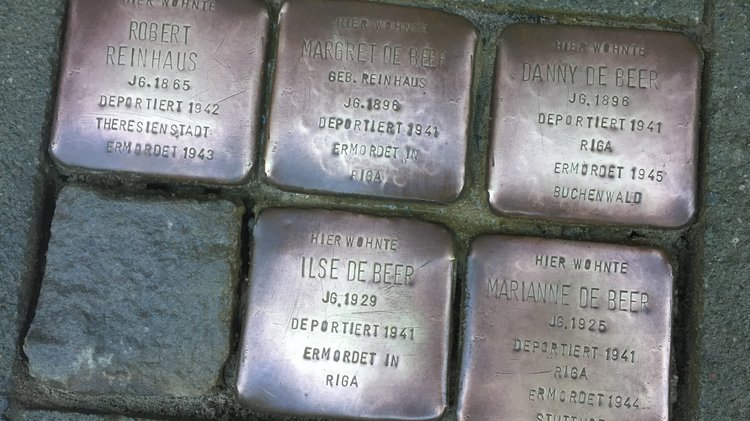 HIER WOHNTE
ROBERT
REINHAUS
JG. 1865
DEPORTIERT 1942
THERESIENSTADT
ERMORDET 1943
HIER WOHNTE
MARGRET DE BEER
GEB. REINHAUS
JG. 1896
DEPORTIERT 1941
ERMORDET IN
RIGA
HIER WOHNTE
DANNY DE BEER
JG. 1896
DEPORTIERT 1941
RIGA
ERMORDET 1945
BUCHENWALD
HIER WOHNTE
ILSE DE BEER
JG. 1929
DEPORTIERT 1941
ERMORDET IN
RIGA
HIER WOHNTE
MARIANNE DE BEER
JG. 1925
DEPORTIERT 1941
RIGA
ERMORDET 1944